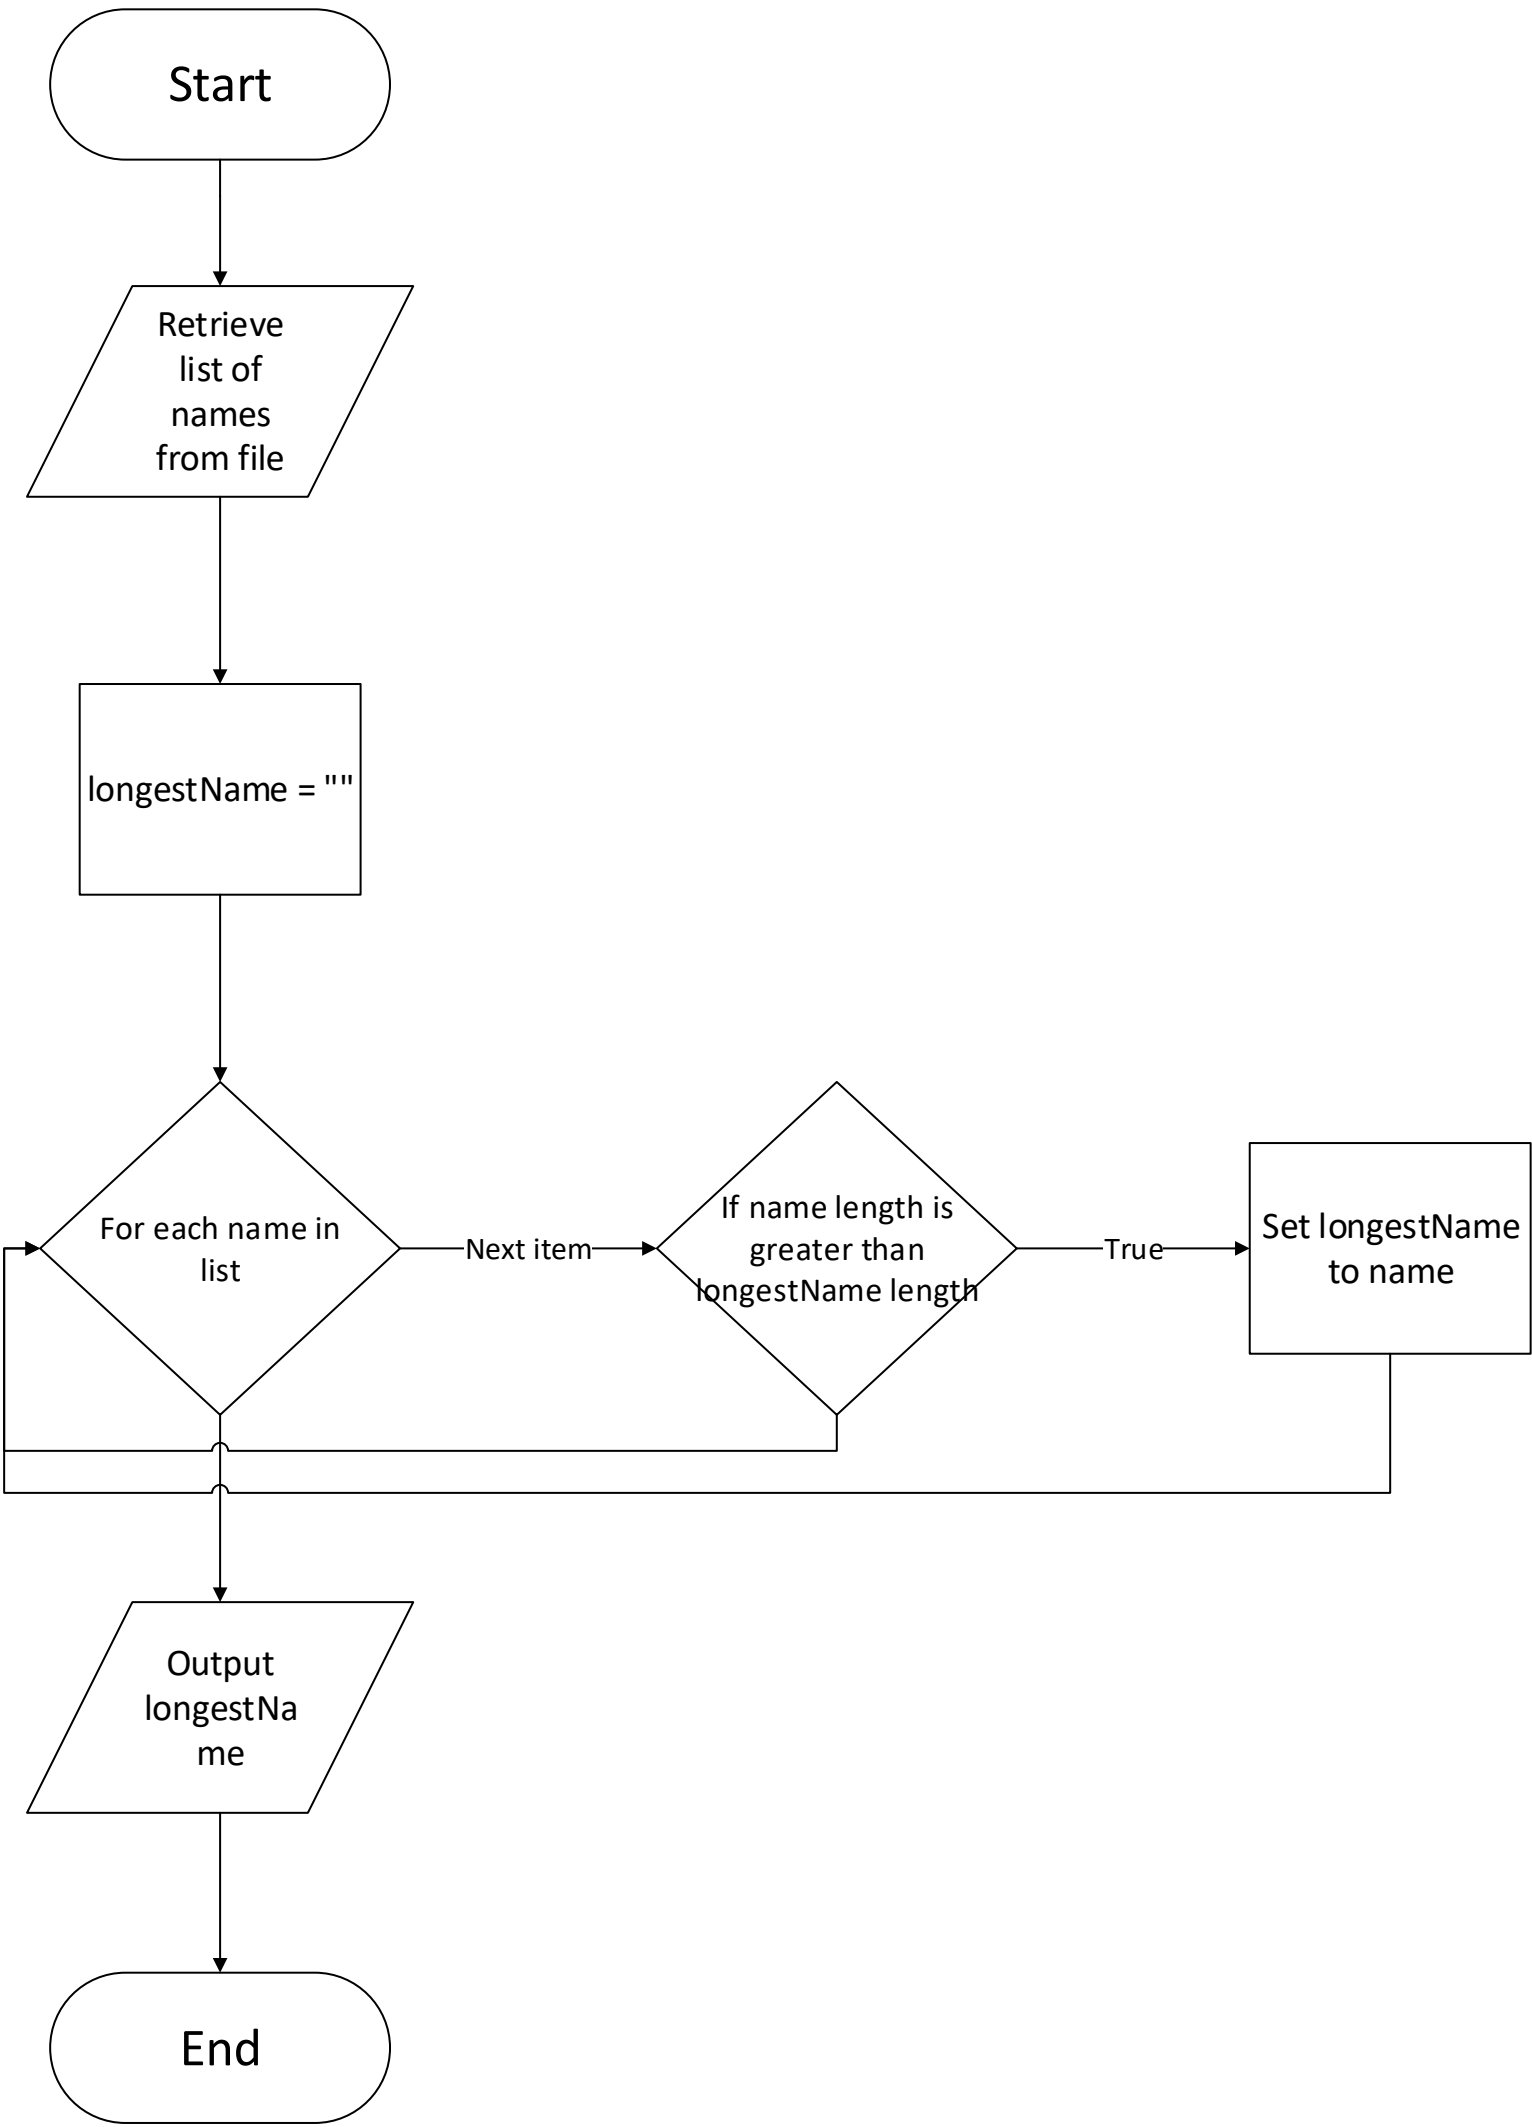 Start
Retrieve
list of
names
from file
longestName = ""
For each name in
list
Next item
If name length is
greater than
longestName length
True
Set longestName
to name
Output
longestNa
me
End